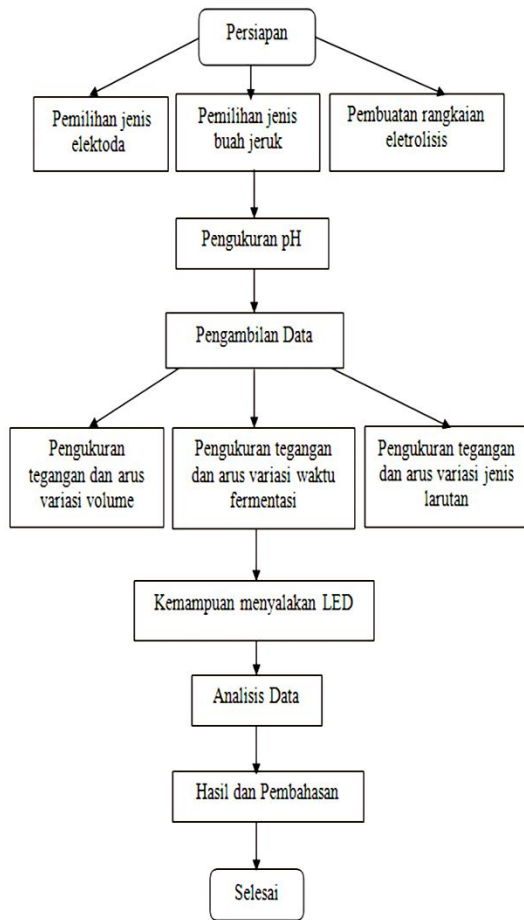 Persiapan
Pemilihan jenis
elektoda
Pemilihan jenis
buah jeruk
Pembuatan rangkaian
eletrolisis
Pengukuran pH
Pengambilan Data
Pengukuran
tegangan dan arus
variasi volume
Pengukuran tegangan
dan arus variasi waktu
fermentasi
Pengukuran tegangan
dan arus variasi jenis
larutan
Kemampuan menyalakan LED
Analisis Data
Hasil dan Pembahasan
Selesai